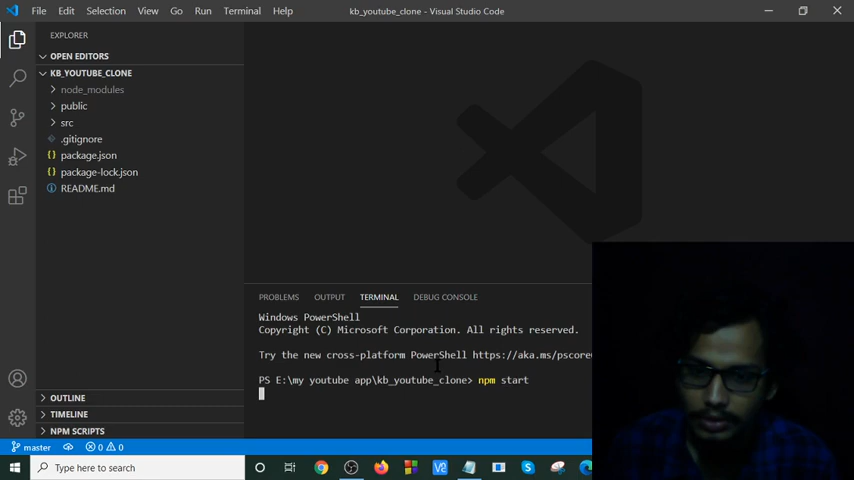 File Edit Selection View Go Run Terminal Help
kb_youtube_clone - Visual Studio Code
EXPLORER
OPEN EDITORS
KB_YOUTUBE_CLONE
node_modules
public
src
.gitignore
package.json
package-lock.json
README.md
PROBLEMS OUTPUT TERMINAL DEBUG CONSOLE
Windows PowerShell
Copyright (C) Microsoft Corporation. All rights reserved.
Try the new cross-platform PowerShell https://aka.ms/pscore
PS E:\my youtube app\kb_youtube_clone> npm start
OUTLINE
TIMELINE
NPM SCRIPTS
master 0 0
Type here to search